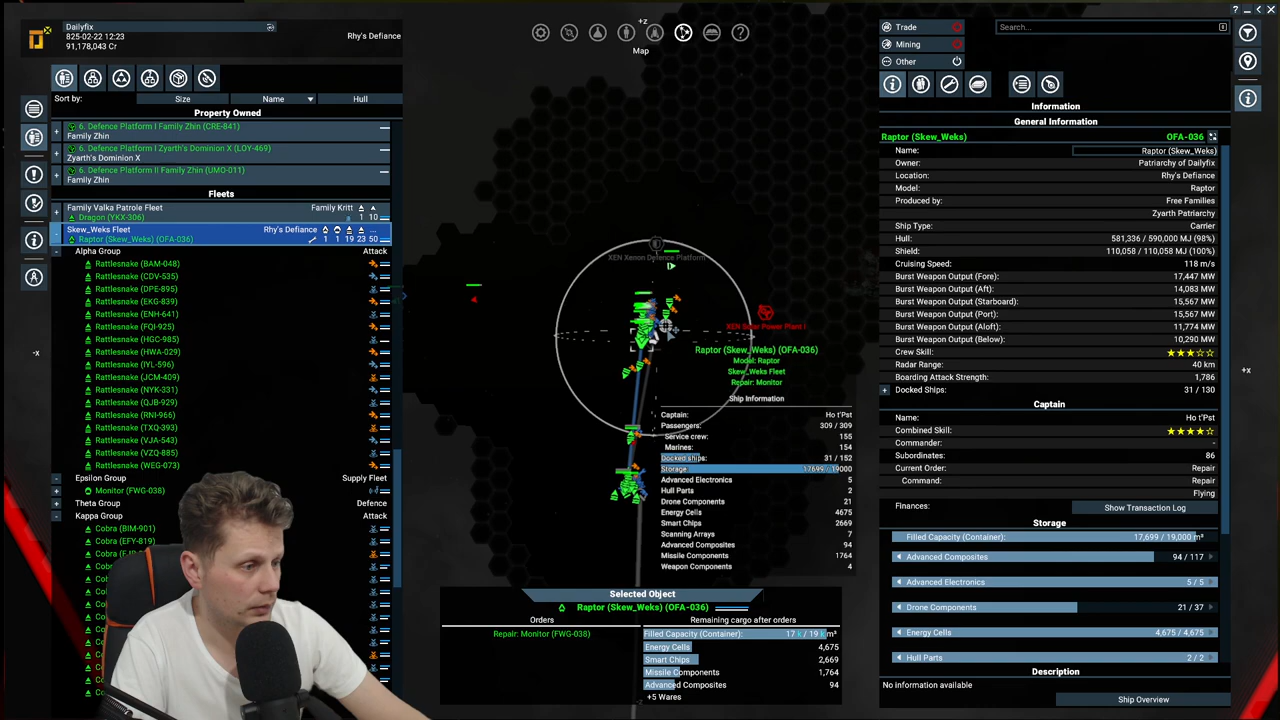 Dailyfix
825-02-22 12:23
91,178,043 Cr
Rhy's Defiance
+z
Map
Sort by:
Size
Name
Hull
Property Owned
6. Defence Platform I Family Zhin (CRE-841)
Family Zhin
6. Defence Platform I Zyarth's Dominion X (LOY-469)
Zyarth's Dominion X
6. Defence Platform II Family Zhin (UMO-011)
Family Zhin
Fleets
Family Valka Patrole Fleet
Family Kritt
Dragon (YKX-306)
1 10
Skew_Weks Fleet
Rhy's Defiance
Raptor (Skew_Weks) (OFA-036)
1 1 19 23 50
Alpha Group
Attack
Rattlesnake (BAM-048)
Rattlesnake (CDV-535)
Rattlesnake (DPE-895)
Rattlesnake (EKG-839)
Rattlesnake (ENH-641)
Rattlesnake (FQI-925)
Rattlesnake (HGC-985)
Rattlesnake (HWA-029)
Rattlesnake (IYL-596)
Rattlesnake (JCM-409)
Rattlesnake (NYK-331)
Rattlesnake (QJB-929)
Rattlesnake (RNI-966)
Rattlesnake (TXQ-393)
Rattlesnake (VJA-543)
Rattlesnake (VZQ-885)
Rattlesnake (WEG-073)
Epsilon Group
Supply Fleet
Monitor (FWG-038)
Theta Group
Defence
Kappa Group
Attack
Cobra (BIM-901)
Cobra (EFY-819)
-x
+x
XEN Xenon Defence Platform
XEN Solar Power Plant I
Raptor (Skew_Weks) (OFA-036)
Model: Raptor
Skew_Weks Fleet
Repair: Monitor
Ship Information
Captain: Ho t'Pst
Passengers: 309 / 309
Service crew: 155
Marines: 154
Docked ships: 31 / 152
Storage 17699 / 19000
Advanced Electronics 5
Hull Parts 2
Drone Components 21
Energy Cells 4675
Smart Chips 2669
Scanning Arrays 7
Advanced Composites 94
Missile Components 1764
Weapon Components 4
Selected Object
Raptor (Skew_Weks) (OFA-036)
Orders
Remaining cargo after orders
Repair: Monitor (FWG-038)
Filled Capacity (Container): 17 k / 19 k m³
Energy Cells 4,675
Smart Chips 2,669
Missile Components 1,764
Advanced Composites 94
+5 Wares
Trade
Mining
Other
Search...
Information
General Information
Raptor (Skew_Weks) OFA-036
Name: Raptor (Skew_Weks)
Owner: Patriarchy of Dailyfix
Location: Rhy's Defiance
Model: Raptor
Produced by: Free Families
Zyarth Patriarchy
Ship Type: Carrier
Hull: 581,336 / 590,000 MJ (98%)
Shield: 110,058 / 110,058 MJ (100%)
Cruising Speed: 118 m/s
Burst Weapon Output (Fore): 17,447 MW
Burst Weapon Output (Aft): 14,083 MW
Burst Weapon Output (Starboard): 15,567 MW
Burst Weapon Output (Port): 15,567 MW
Burst Weapon Output (Aloft): 11,774 MW
Burst Weapon Output (Below): 10,290 MW
Crew Skill:
Radar Range: 40 km
Boarding Attack Strength: 1,786
Docked Ships: 31 / 130
Captain
Name: Ho t'Pst
Combined Skill:
Commander: -
Subordinates: 86
Current Order: Repair
Command: Repair
Flying
Finances: Show Transaction Log
Storage
Filled Capacity (Container): 17,699 / 19,000 m³
Advanced Composites 94 / 117
Advanced Electronics 5 / 5
Drone Components 21 / 37
Energy Cells 4,675 / 4,675
Hull Parts 2 / 2
Description
No information available
Ship Overview